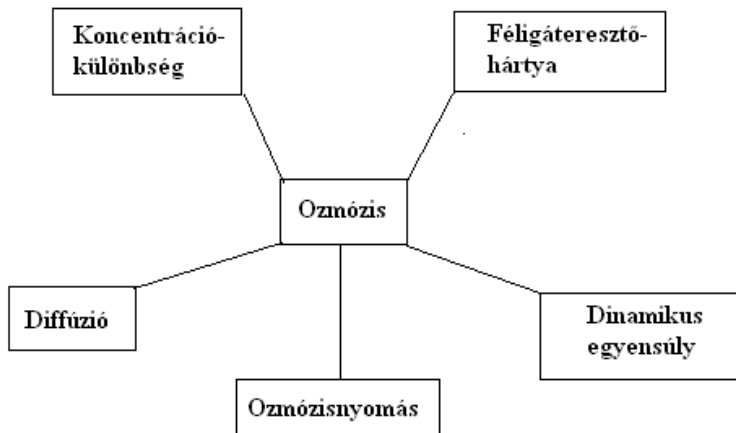 Koncentráció-
különbség
Féligáteresztő-
hártya
Ozmózis
Diffúzió
Dinamikus
egyensúly
Ozmózisnyomás